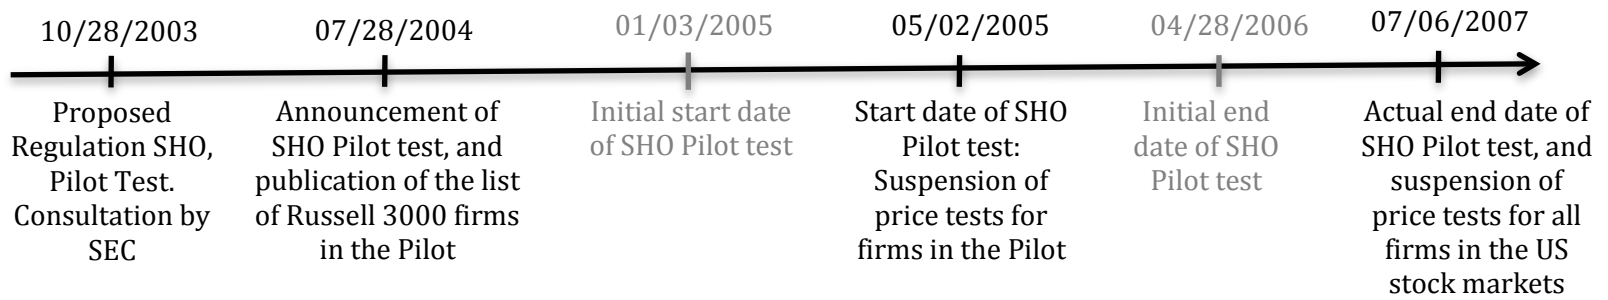 10/28/2003
Proposed
Regulation SHO,
Pilot Test.
Consultation by
SEC
07/28/2004
Announcement of
SHO Pilot test, and
publication of the list
of Russell 3000 firms
in the Pilot
01/03/2005
Initial start date
of SHO Pilot test
05/02/2005
Start date of SHO
Pilot test:
Suspension of
price tests for
firms in the Pilot
04/28/2006
Initial end
date of SHO
Pilot test
07/06/2007
Actual end date of
SHO Pilot test, and
suspension of
price tests for all
firms in the US
stock markets